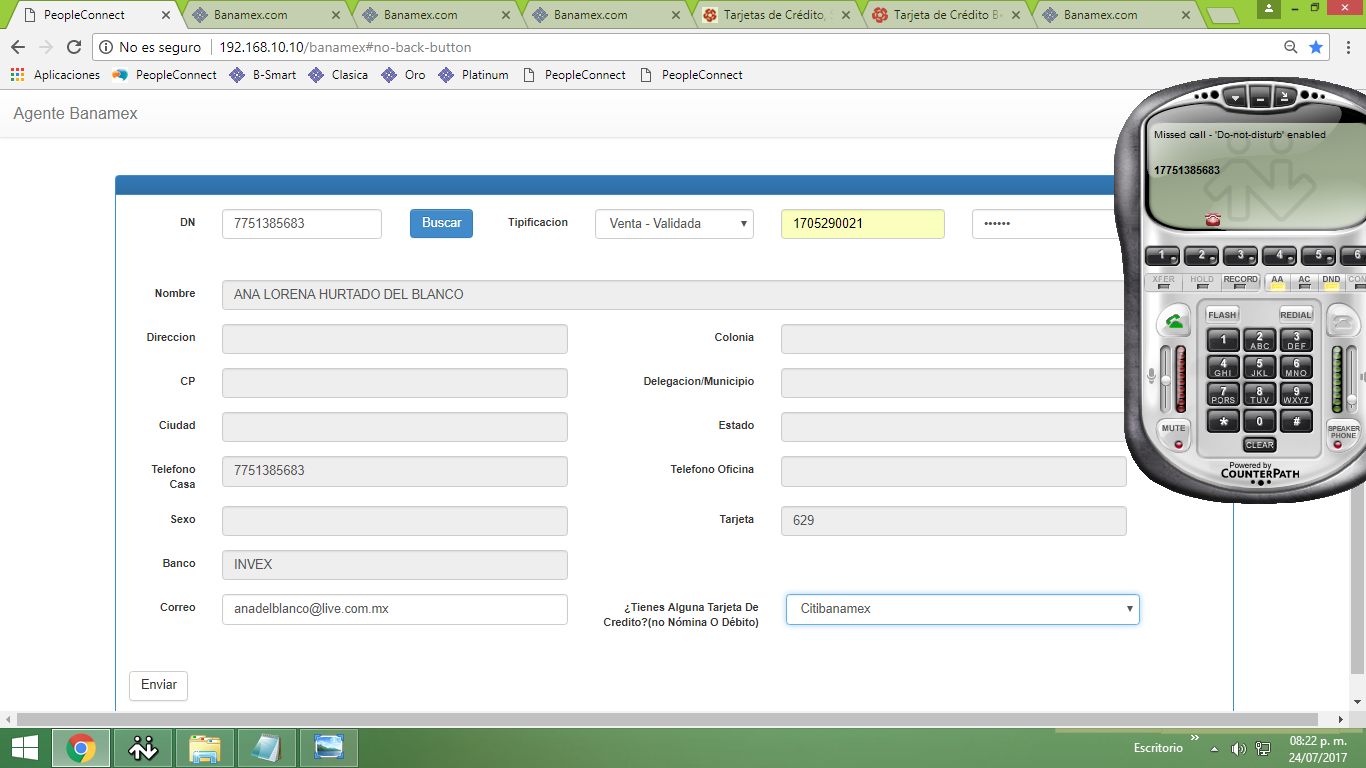 PeopleConnect
Banamex.com
Banamex.com
Banamex.com
Tarjetas de Crédito,
Tarjeta de Crédito B
Banamex.com
No es seguro 192.168.10.10/banamex#no-back-button
Aplicaciones PeopleConnect B-Smart Clasica Oro Platinum PeopleConnect PeopleConnect
Agente Banamex
DN 7751385683 Buscar Tipificacion Venta - Validada 1705290021 ••••••
Nombre ANA LORENA HURTADO DEL BLANCO
Direccion Colonia
CP Delegacion/Municipio
Ciudad Estado
Telefono Casa 7751385683 Telefono Oficina
Sexo Tarjeta 629
Banco INVEX
Correo anadelblanco@live.com.mx ¿Tienes Alguna Tarjeta De
Credito?(no Nómina O Débito) Citibanamex
Enviar
Missed call - 'Do-not-disturb' enabled
17751385683
1 2 3 4 5 6
XFER HOLD RECORD AA AC DND CON
FLASH REDIAL
1 2 ABC 3 DEF
4 GHI 5 JKL 6 MNO
7 PQRS 8 TUV 9 WXYZ
* 0 #
MUTE CLEAR SPEAKER PHONE
Powered by
COUNTERPATH
Escritorio 08:22 p. m.
24/07/2017